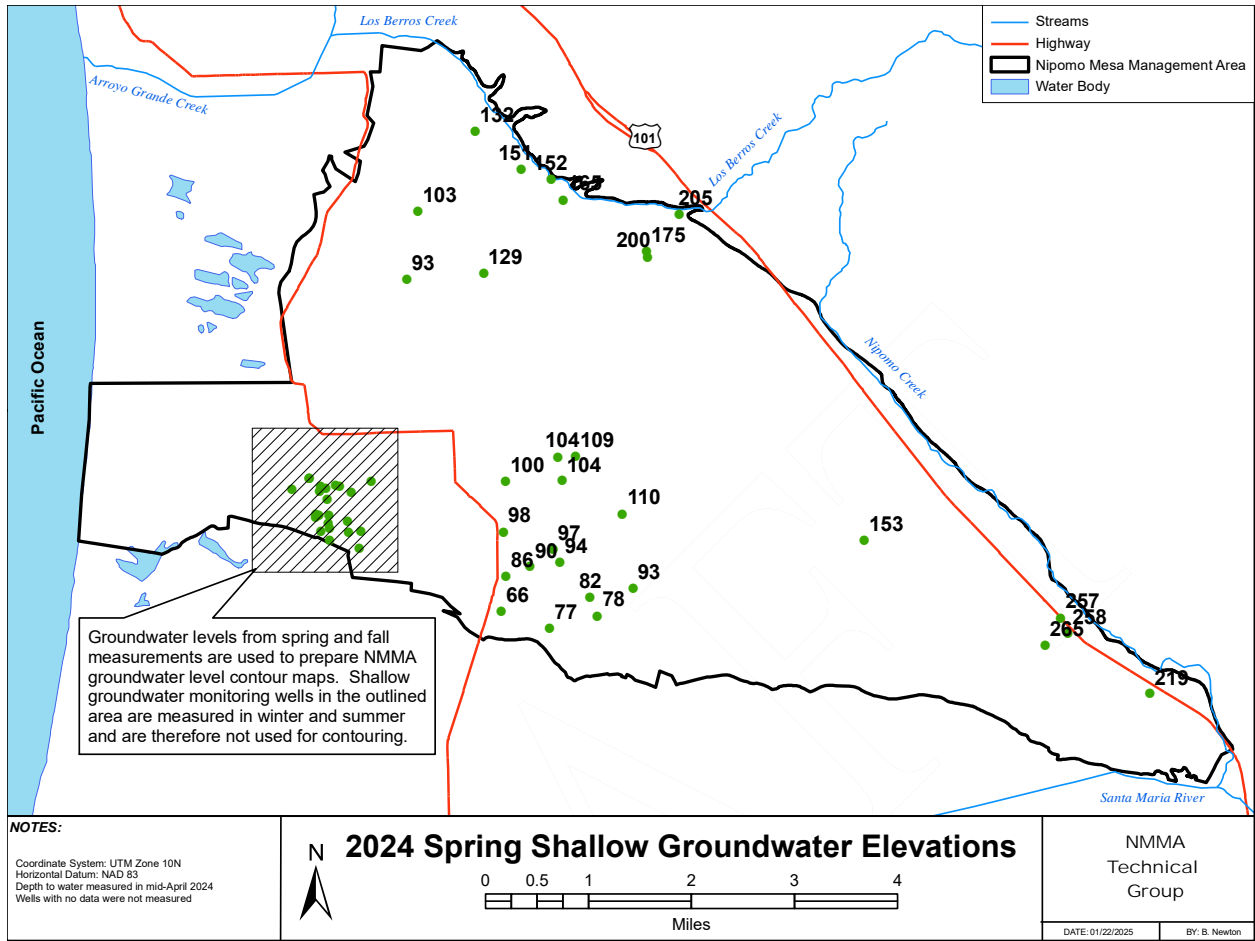 Los Berros Creek
Streams
Highway
Nipomo Mesa Management Area
Water Body
Arroyo Grande Creek
132
101
Los Berros Creek
151
152
165
103
205
200
175
93
129
Pacific Ocean
Nipomo Creek
104
109
100
104
110
98
97
94
90
86
153
93
82
78
66
77
257
258
265
219
Groundwater levels from spring and fall
measurements are used to prepare NMMA
groundwater level contour maps. Shallow
groundwater monitoring wells in the outlined
area are measured in winter and summer
and are therefore not used for contouring.
Santa Maria River
NOTES:
Coordinate System: UTM Zone 10N
Horizontal Datum: NAD 83
Depth to water measured in mid-April 2024
Wells with no data were not measured
N
2024 Spring Shallow Groundwater Elevations
0 0.5 1 2 3 4
Miles
NMMA
Technical
Group
DATE: 01/22/2025
BY: B. Newton